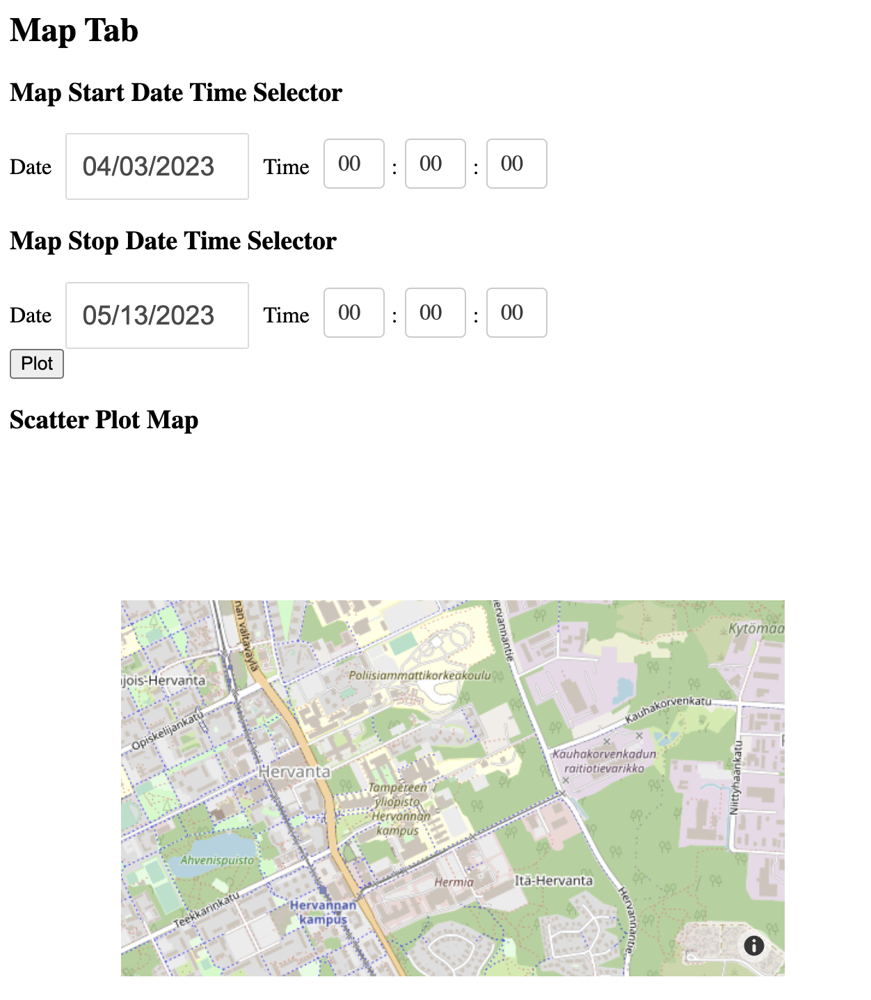 Map Tab
Map Start Date Time Selector
Date 04/03/2023 Time 00 : 00 : 00
Map Stop Date Time Selector
Date 05/13/2023 Time 00 : 00 : 00
Plot
Scatter Plot Map
nan valtaväylä
ervannantie
Kytömaa
jois-Hervanta
Poliisiammattikorkeakoulu
Opiskelijankatu
Kauhakorvenkatu
Kauhakorvenkadun
raitiotievarikko
Hervanta
Niittyhaankatu
Tampereen
yliopisto,
Hervannan
kampus
Ahvenispuisto
Hermia
Itä-Hervanta
Teekkarinkatu
Hervannan
kampus
Hervannantie